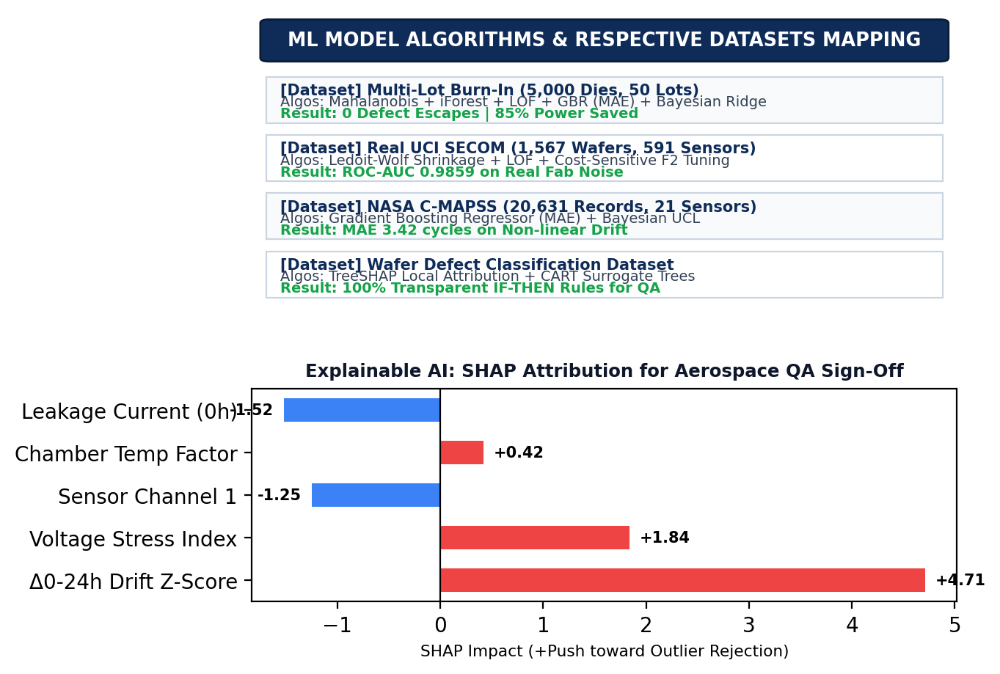 ML MODEL ALGORITHMS & RESPECTIVE DATASETS MAPPING
[Dataset] Multi-Lot Burn-In (5,000 Dies, 50 Lots)
Algos: Mahalanobis + iForest + LOF + GBR (MAE) + Bayesian Ridge
Result: 0 Defect Escapes | 85% Power Saved
[Dataset] Real UCI SECOM (1,567 Wafers, 591 Sensors)
Algos: Ledoit-Wolf Shrinkage + LOF + Cost-Sensitive F2 Tuning
Result: ROC-AUC 0.9859 on Real Fab Noise
[Dataset] NASA C-MAPSS (20,631 Records, 21 Sensors)
Algos: Gradient Boosting Regressor (MAE) + Bayesian UCL
Result: MAE 3.42 cycles on Non-linear Drift
[Dataset] Wafer Defect Classification Dataset
Algos: TreeSHAP Local Attribution + CART Surrogate Trees
Result: 100% Transparent IF-THEN Rules for QA
Explainable AI: SHAP Attribution for Aerospace QA Sign-Off
Leakage Current (0h) -1.52
Chamber Temp Factor +0.42
Sensor Channel 1 -1.25
Voltage Stress Index +1.84
Δ0-24h Drift Z-Score +4.71
−1 0 1 2 3 4 5
SHAP Impact (+Push toward Outlier Rejection)